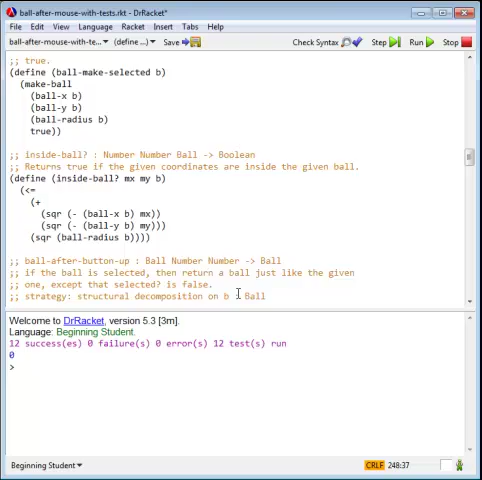 ball-after-mouse-with-tests.rkt - DrRacket*
File Edit View Language Racket Insert Tabs Help
ball-after-mouse-with-te...▼ (define ...)▼ Save Check Syntax Step Run Stop
;; true.
(define (ball-make-selected b)
(make-ball
(ball-x b)
(ball-y b)
(ball-radius b)
true))
;; inside-ball? : Number Number Ball -> Boolean
;; Returns true if the given coordinates are inside the given ball.
(define (inside-ball? mx my b)
(<=
(+
(sqr (- (ball-x b) mx))
(sqr (- (ball-y b) my)))
(sqr (ball-radius b))))
;; ball-after-button-up : Ball Number Number -> Ball
;; if the ball is selected, then return a ball just like the given
;; one, except that selected? is false.
;; strategy: structural decomposition on b : Ball
Welcome to DrRacket, version 5.3 [3m].
Language: Beginning Student.
12 success(es) 0 failure(s) 0 error(s) 12 test(s) run
0
>
Beginning Student▼ CRLF 248:37